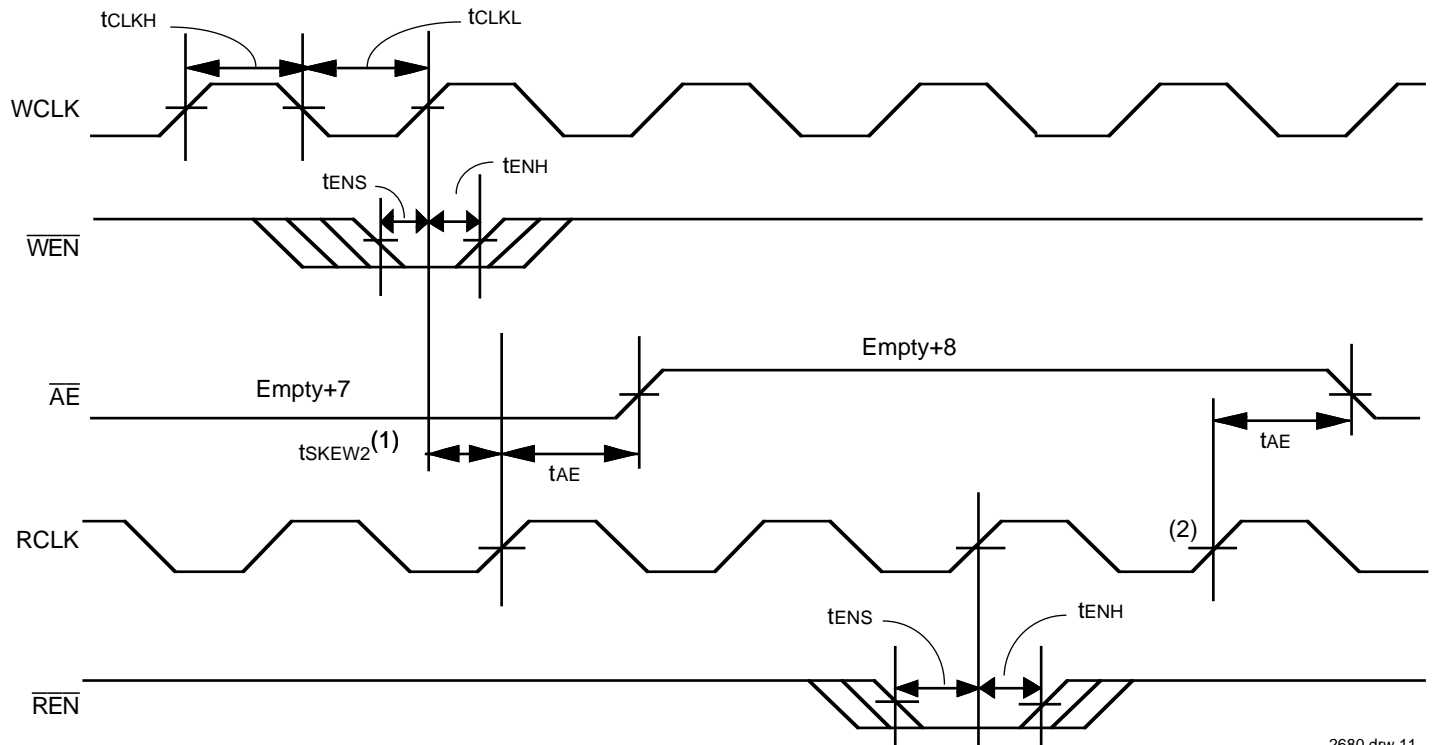 tCLKH
tCLKL
WCLK
tENS
tENH
WEN
Empty+8
Empty+7
AE
tSKEW2(1)
tAE
tAE
RCLK
(2)
tENS
tENH
REN
2680 drw 11